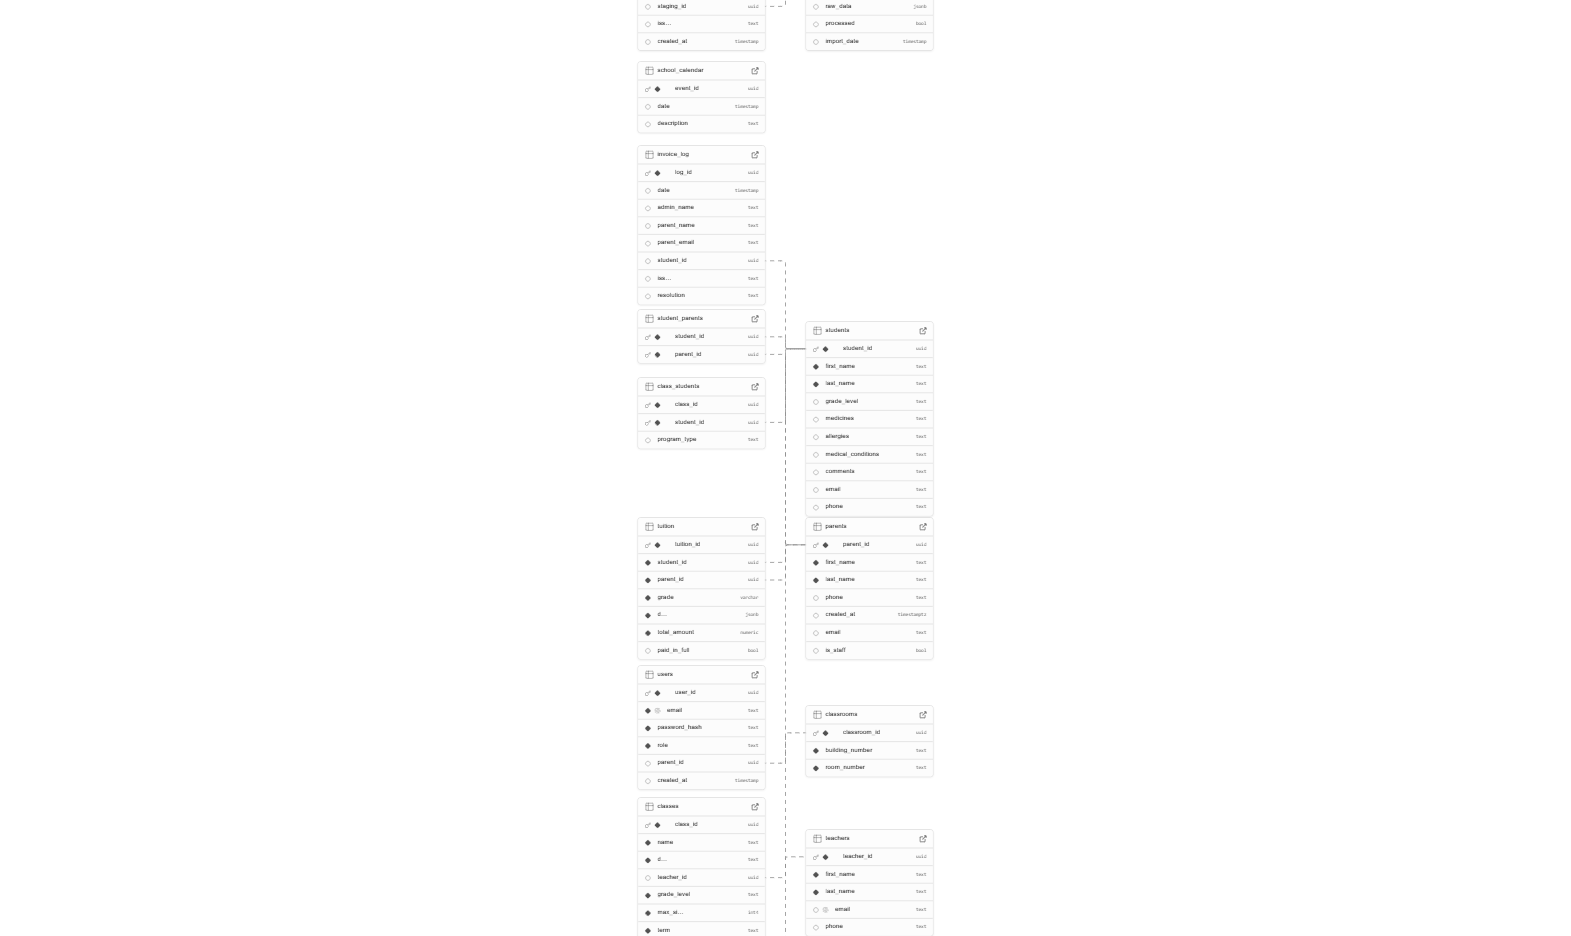 staging_id uuid
iss... text
created_at timestamp
raw_data jsonb
processed bool
import_date timestamp
school_calendar
event_id uuid
date timestamp
description text
invoice_log
log_id uuid
date timestamp
admin_name text
parent_name text
parent_email text
student_id uuid
iss... text
resolution text
student_parents
student_id uuid
parent_id uuid
class_students
class_id uuid
student_id uuid
program_type text
students
student_id uuid
first_name text
last_name text
grade_level text
medicines text
allergies text
medical_conditions text
comments text
email text
phone text
tuition
tuition_id uuid
student_id uuid
parent_id uuid
grade varchar
d... jsonb
total_amount numeric
paid_in_full bool
parents
parent_id uuid
first_name text
last_name text
phone text
created_at timestamptz
email text
is_staff bool
users
user_id uuid
email text
password_hash text
role text
parent_id uuid
created_at timestamp
classrooms
classroom_id uuid
building_number text
room_number text
classes
class_id uuid
name text
d... text
teacher_id uuid
grade_level text
max_si... int4
term text
teachers
teacher_id uuid
first_name text
last_name text
email text
phone text